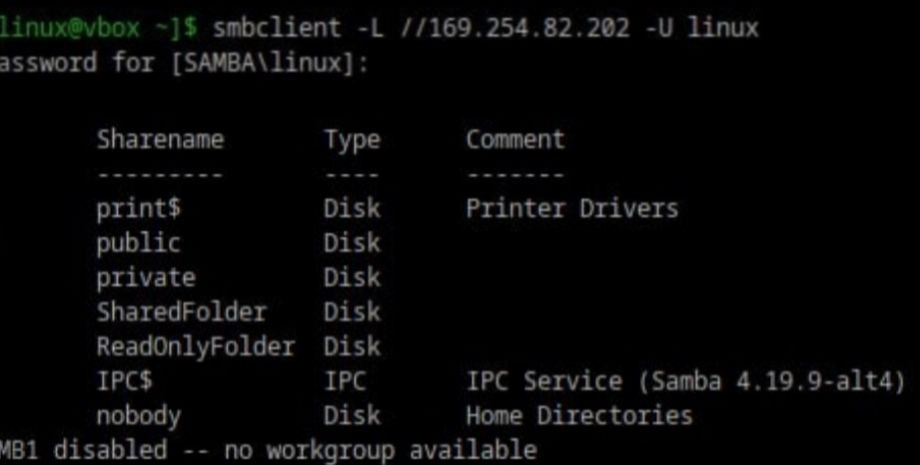 linux@vbox ~]$ smbclient -L //169.254.82.202 -U linux
assword for [SAMBA\linux]:
Sharename Type Comment
--------- ---- -------
print$ Disk Printer Drivers
public Disk
private Disk
SharedFolder Disk
ReadOnlyFolder Disk
IPC$ IPC IPC Service (Samba 4.19.9-alt4)
nobody Disk Home Directories
MB1 disabled -- no workgroup available